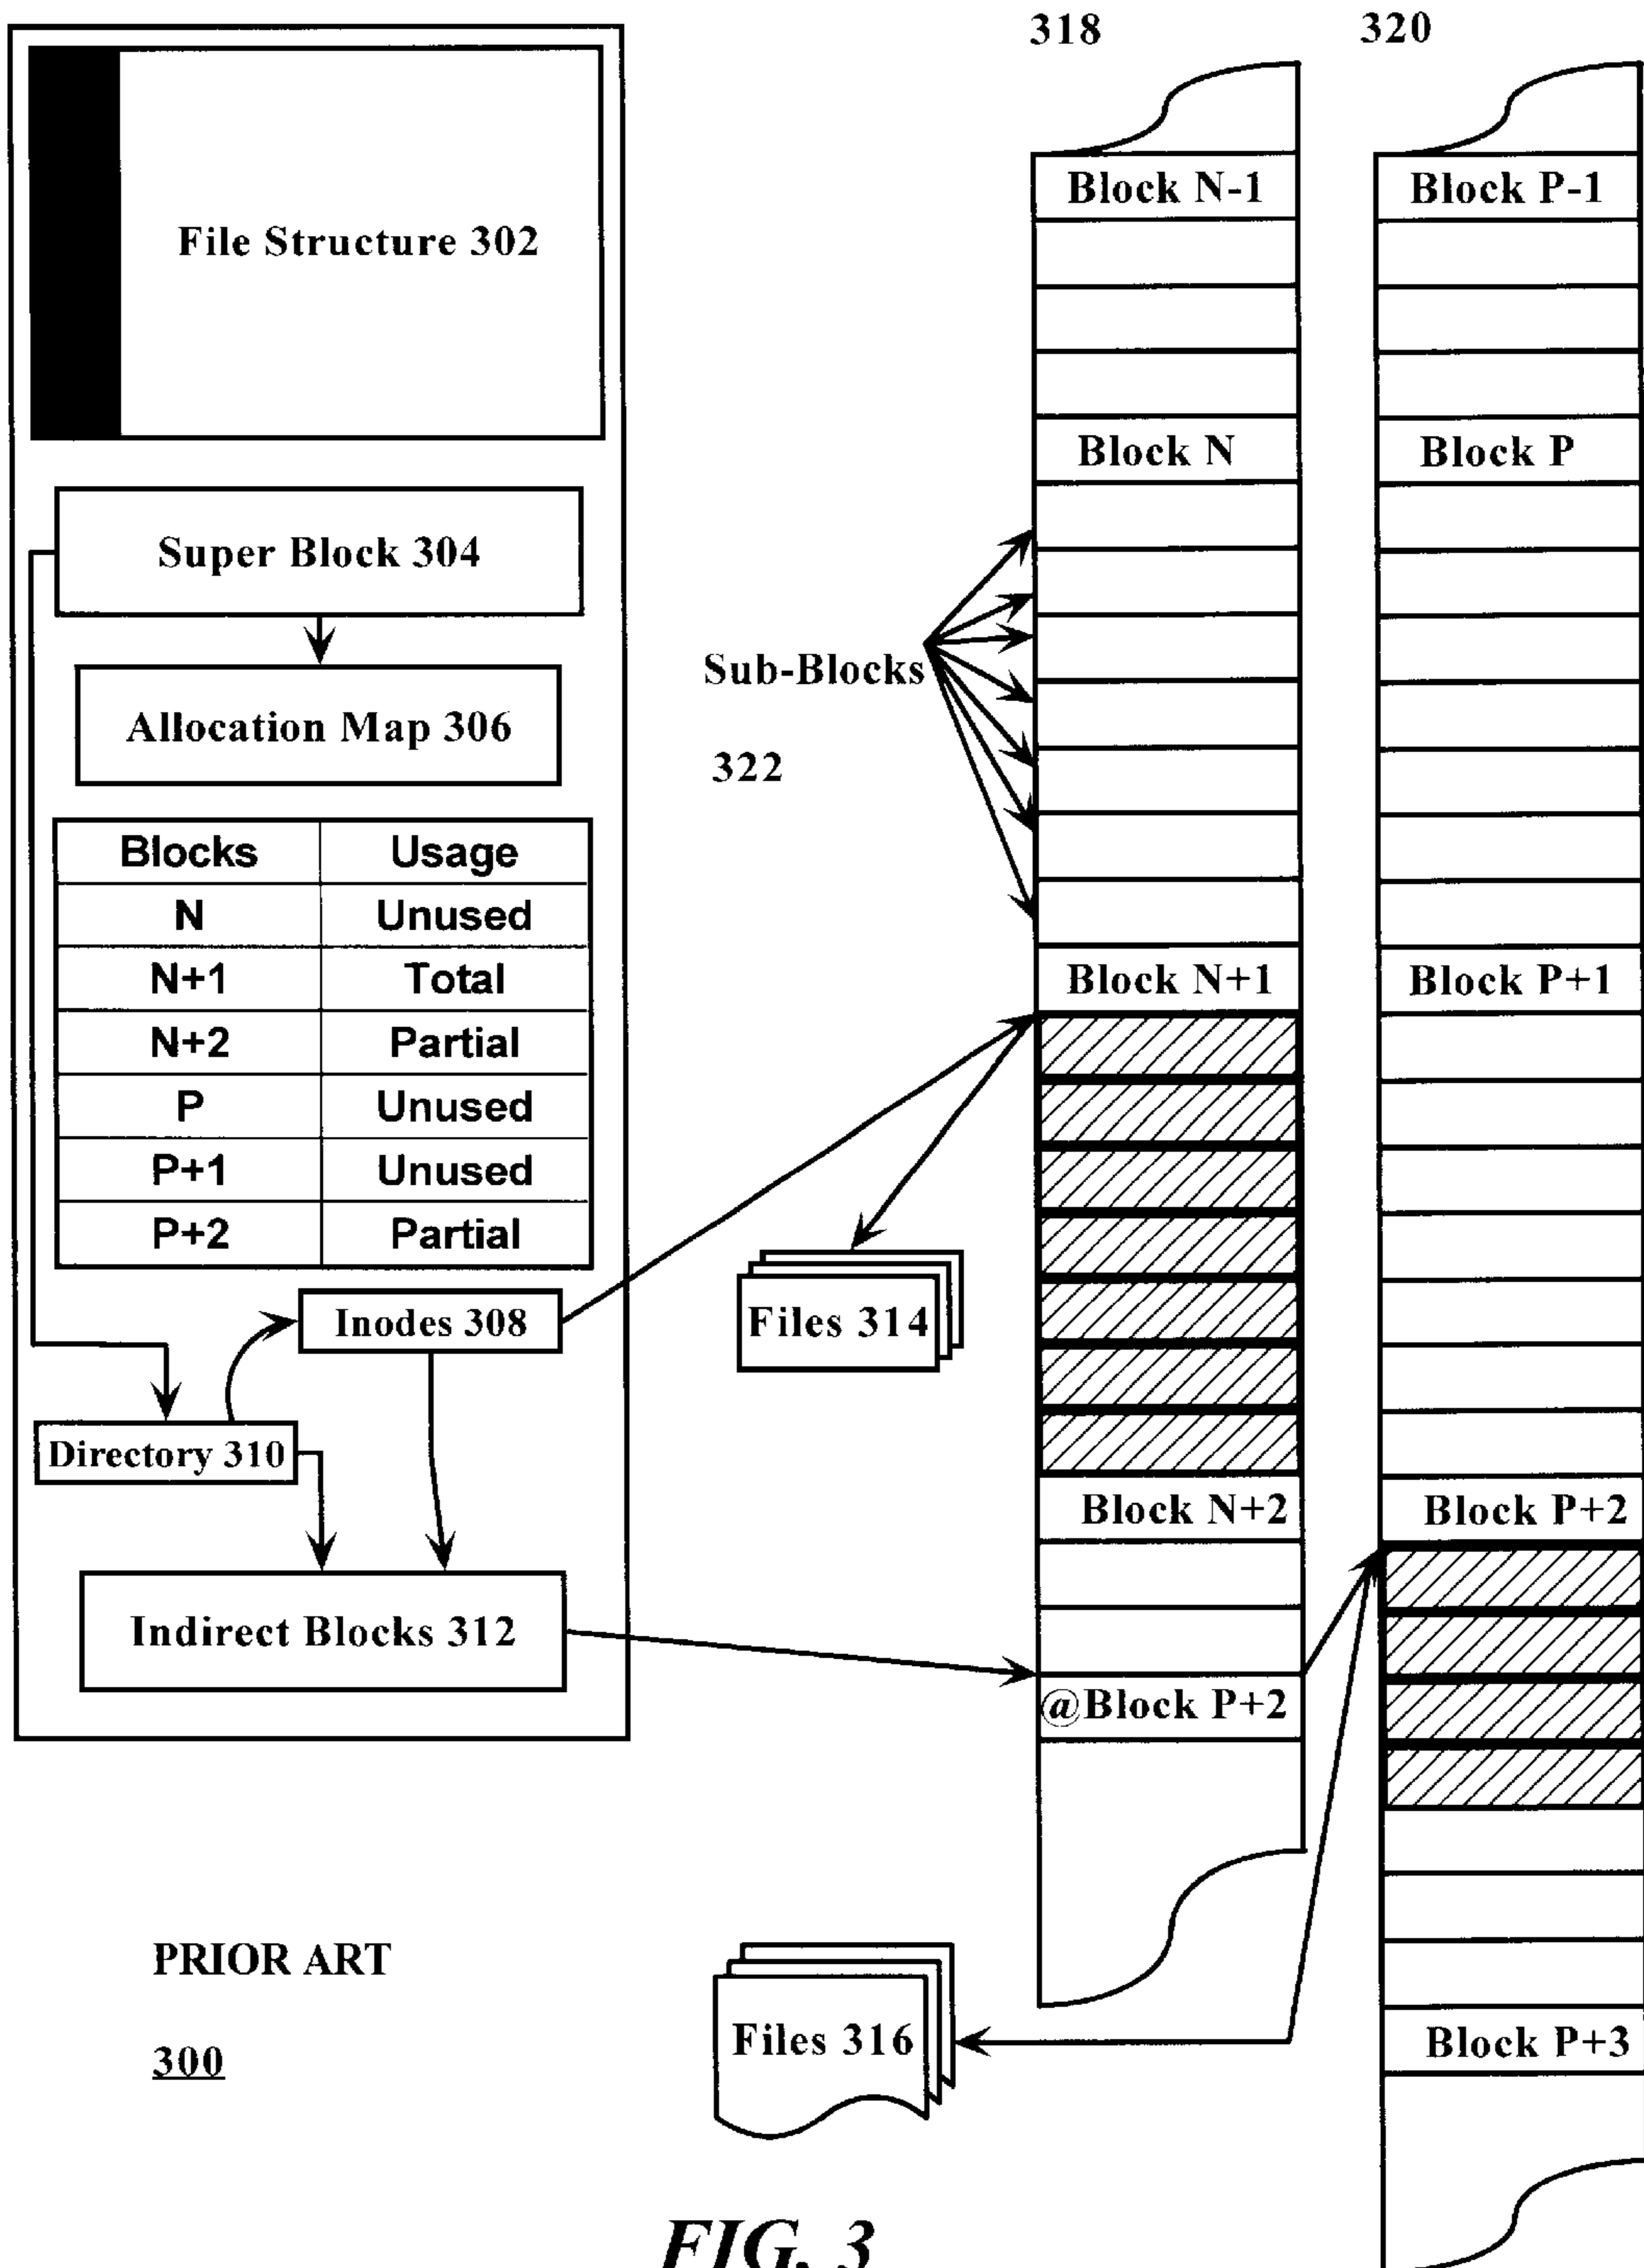 318
320
File Structure 302
Super Block 304
Allocation Map 306
Blocks Usage
N Unused
N+1 Total
N+2 Partial
P Unused
P+1 Unused
P+2 Partial
Inodes 308
Directory 310
Indirect Blocks 312
Sub-Blocks
322
Files 314
Files 316
Block N-1
Block N
Block N+1
Block N+2
@Block P+2
Block P-1
Block P
Block P+1
Block P+2
Block P+3
PRIOR ART
300
FIG. 3